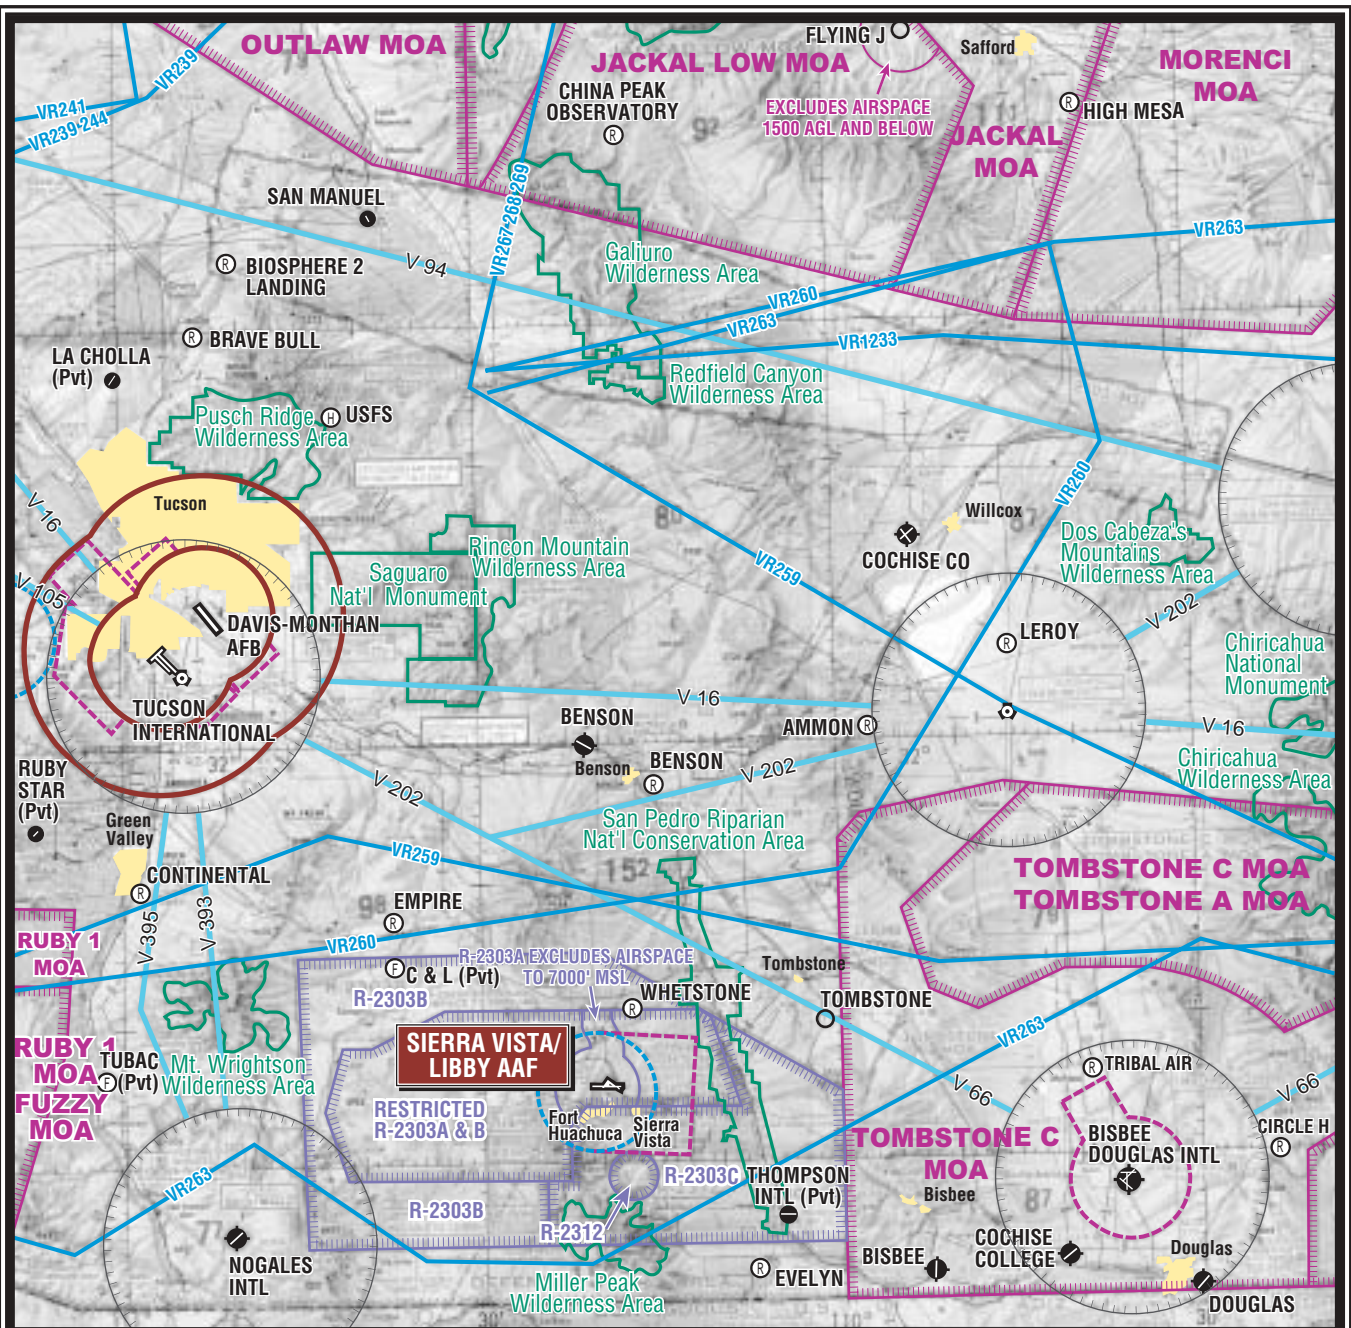 OUTLAW MOA
JACKAL LOW MOA
FLYING J
Safford
MORENCI
MOA
VR239
VR241
VR239-244
CHINA PEAK
OBSERVATORY
92
EXCLUDES AIRSPACE
1500 AGL AND BELOW
HIGH MESA
JACKAL
MOA
SAN MANUEL
VR267-268-269
VR263
BIOSPHERE 2
LANDING
V 94
Galiuro
Wilderness Area
VR260
VR263
VR1233
BRAVE BULL
LA CHOLLA
(Pvt)
Redfield Canyon
Wilderness Area
Pusch Ridge
Wilderness Area
USFS
VR260
Tucson
V 16
Willcox
87
COCHISE CO
Dos Cabeza's
Mountains
Wilderness Area
Rincon Mountain
Wilderness Area
Saguaro
Nat'l Monument
VR259
V 105
V 202
DAVIS-MONTHAN
AFB
LEROY
Chiricahua
National
Monument
TUCSON
INTERNATIONAL
V 16
BENSON
AMMON
V 16
Benson
BENSON
V 202
Chiricahua
Wilderness Area
RUBY
STAR
(Pvt)
V 202
Green
Valley
San Pedro Riparian
Nat'l Conservation Area
VR259
152
TOMBSTONE C MOA
TOMBSTONE A MOA
CONTINENTAL
EMPIRE
V 395
V 393
VR260
RUBY 1
MOA
R-2303A EXCLUDES AIRSPACE
TO 7000' MSL
C & L (Pvt)
R-2303B
Tombstone
WHETSTONE
TOMBSTONE
VR263
SIERRA VISTA/
LIBBY AAF
RUBY 1
MOA
FUZZY
MOA
TUBAC
(Pvt)
Mt. Wrightson
Wilderness Area
TRIBAL AIR
V 66
V 66
RESTRICTED
R-2303A & B
Fort
Huachuca
Sierra
Vista
TOMBSTONE C
MOA
BISBEE
DOUGLAS INTL
CIRCLE H
R-2303C
THOMPSON
INTL (Pvt)
VR263
R-2303B
R-2312
Bisbee
87
77
NOGALES
INTL
COCHISE
COLLEGE
Douglas
BISBEE
EVELYN
Miller Peak
Wilderness Area
DOUGLAS
30'
110
30'